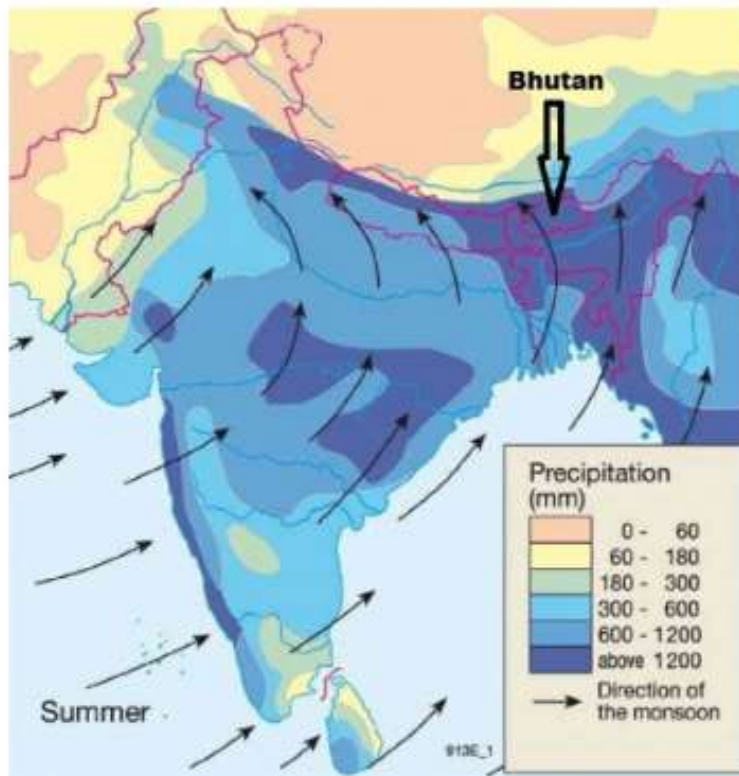 Bhutan
Precipitation
(mm)
0 - 60
60 - 180
180 - 300
300 - 600
600 - 1200
above 1200
Direction of
the monsoon
Summer
913E_1